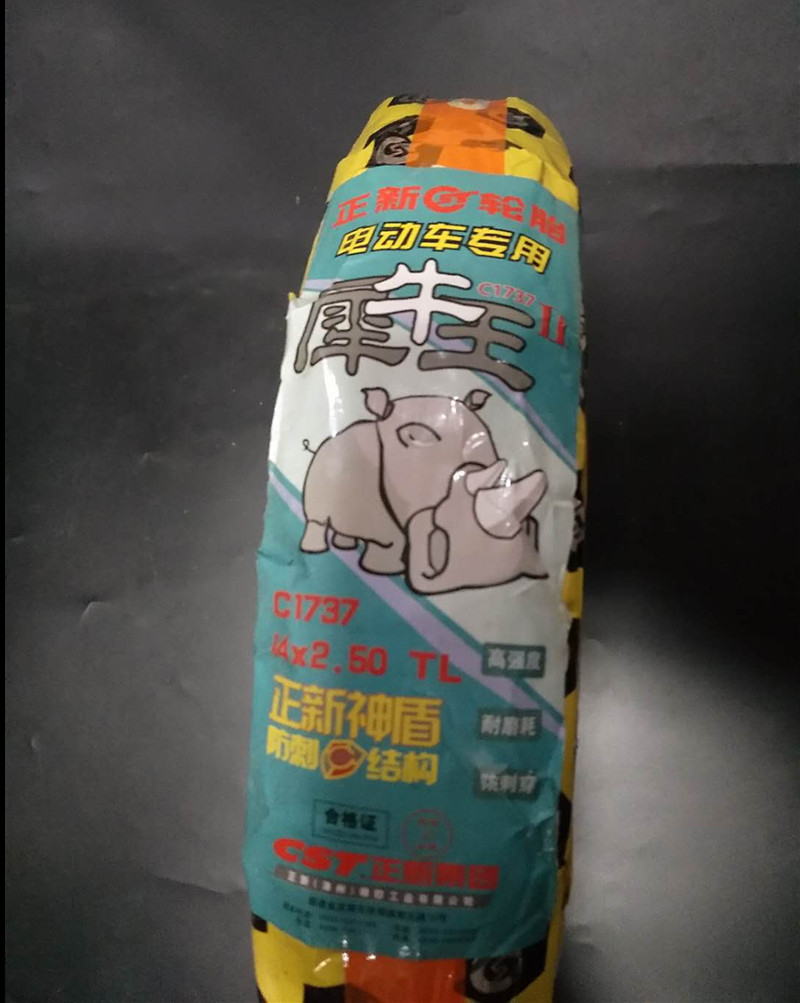 正新轮胎
电动车专用
犀牛王 C1737 II
C1737
14x2.50 TL
高强度
正新神盾
耐磨耗
防刺 结构
抗刺穿
合格证
CST.正新集团